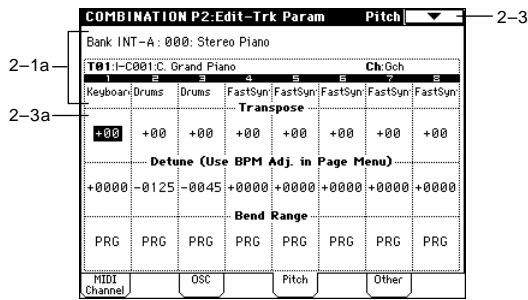 COMBINATION P2:Edit-Trk Param Pitch
2–3
Bank INT-A: 000: Stereo Piano
2–1a
T01:I-C001:C. Grand Piano Ch:Gch
1 2 3 4 5 6 7 8
Keyboar Drums Drums FastSyn FastSyn FastSyn FastSyn FastSyn
Transpose
2–3a
+00 +00 +00 +00 +00 +00 +00 +00
Detune (Use BPM Adj. in Page Menu)
+0000 -0125 -0045 +0000 +0000 +0000 +0000 +0000
Bend Range
PRG PRG PRG PRG PRG PRG PRG PRG
MIDI Channel OSC Pitch Other